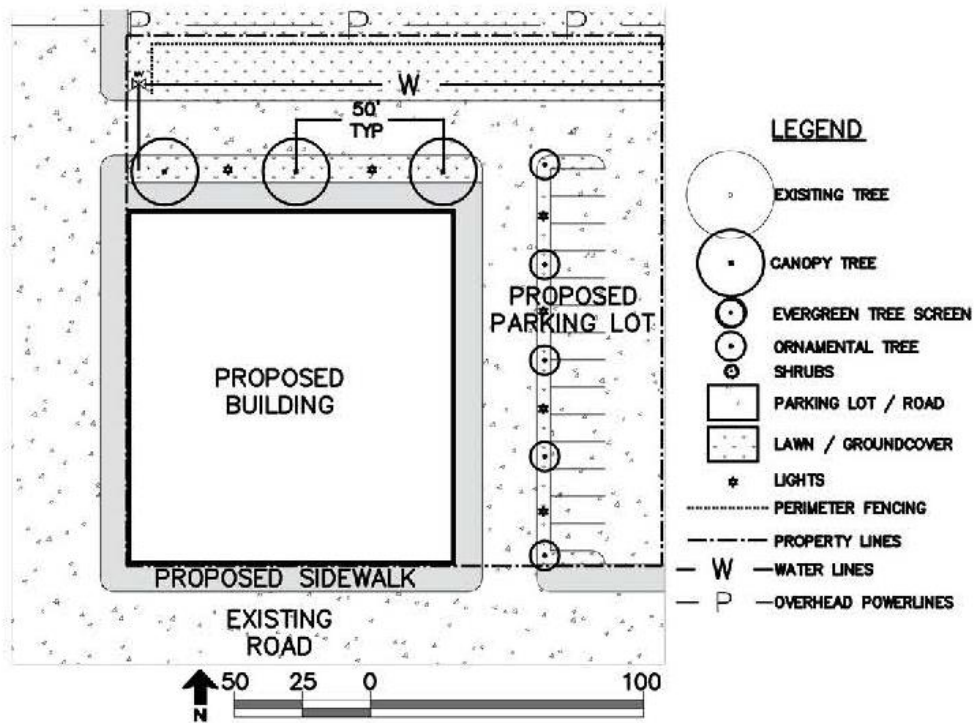 P P P
W
50'
TYP
PROPOSED
PARKING LOT
PROPOSED
BUILDING
PROPOSED SIDEWALK
EXISTING
ROAD
N
50 25 0 100
LEGEND
EXISITING TREE
CANOPY TREE
EVERGREEN TREE SCREEN
ORNAMENTAL TREE
SHRUBS
PARKING LOT / ROAD
LAWN / GROUNDCOVER
LIGHTS
PERIMETER FENCING
PROPERTY LINES
W WATER LINES
P OVERHEAD POWERLINES